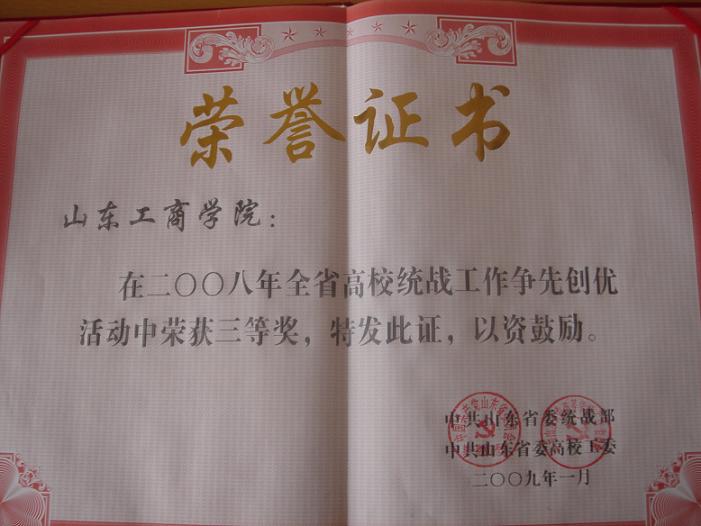 荣誉证书
山东工商学院：
在二〇〇八年全省高校统战工作争先创优
活动中荣获三等奖，特发此证，以资鼓励。
中共山东省委统战部
中共山东省委高校工委
二〇〇九年一月